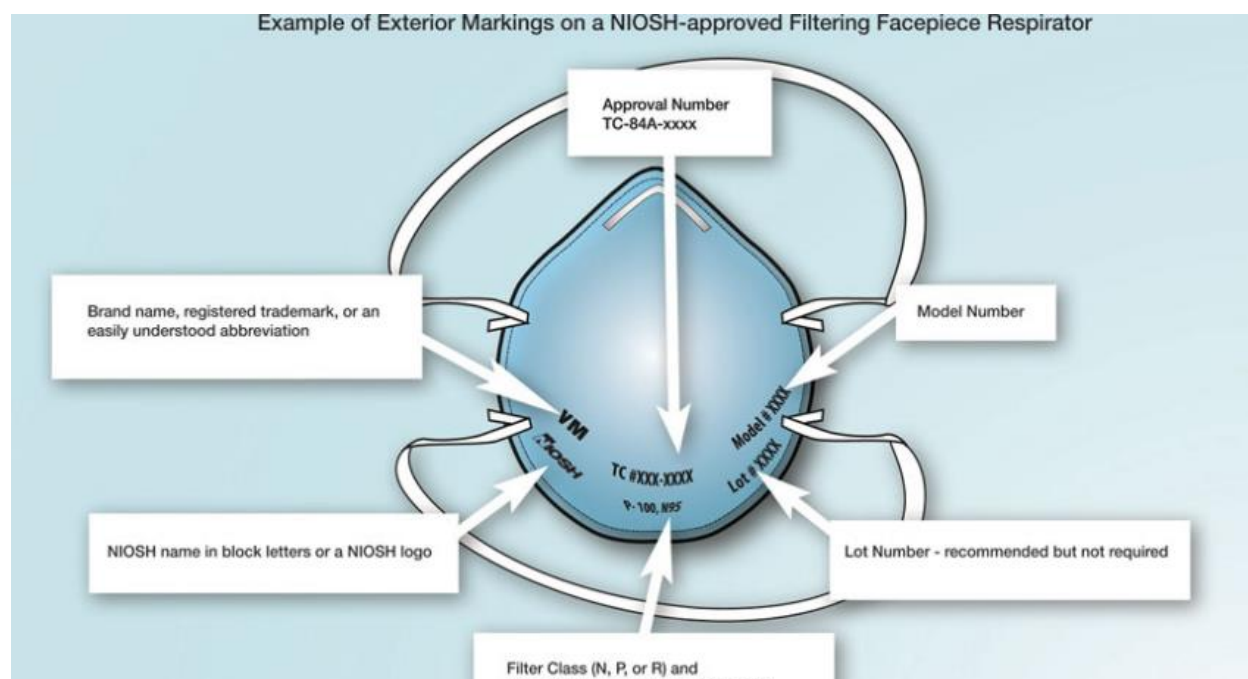 Example of Exterior Markings on a NIOSH-approved Filtering Facepiece Respirator
Approval Number
TC-84A-xxxx
Brand name, registered trademark, or an
easily understood abbreviation
Model Number
VM
NIOSH
TC #XXX-XXXX
P-100, N95
Model # XXXX
Lot # XXXX
NIOSH name in block letters or a NIOSH logo
Lot Number - recommended but not required
Filter Class (N, P, or R) and